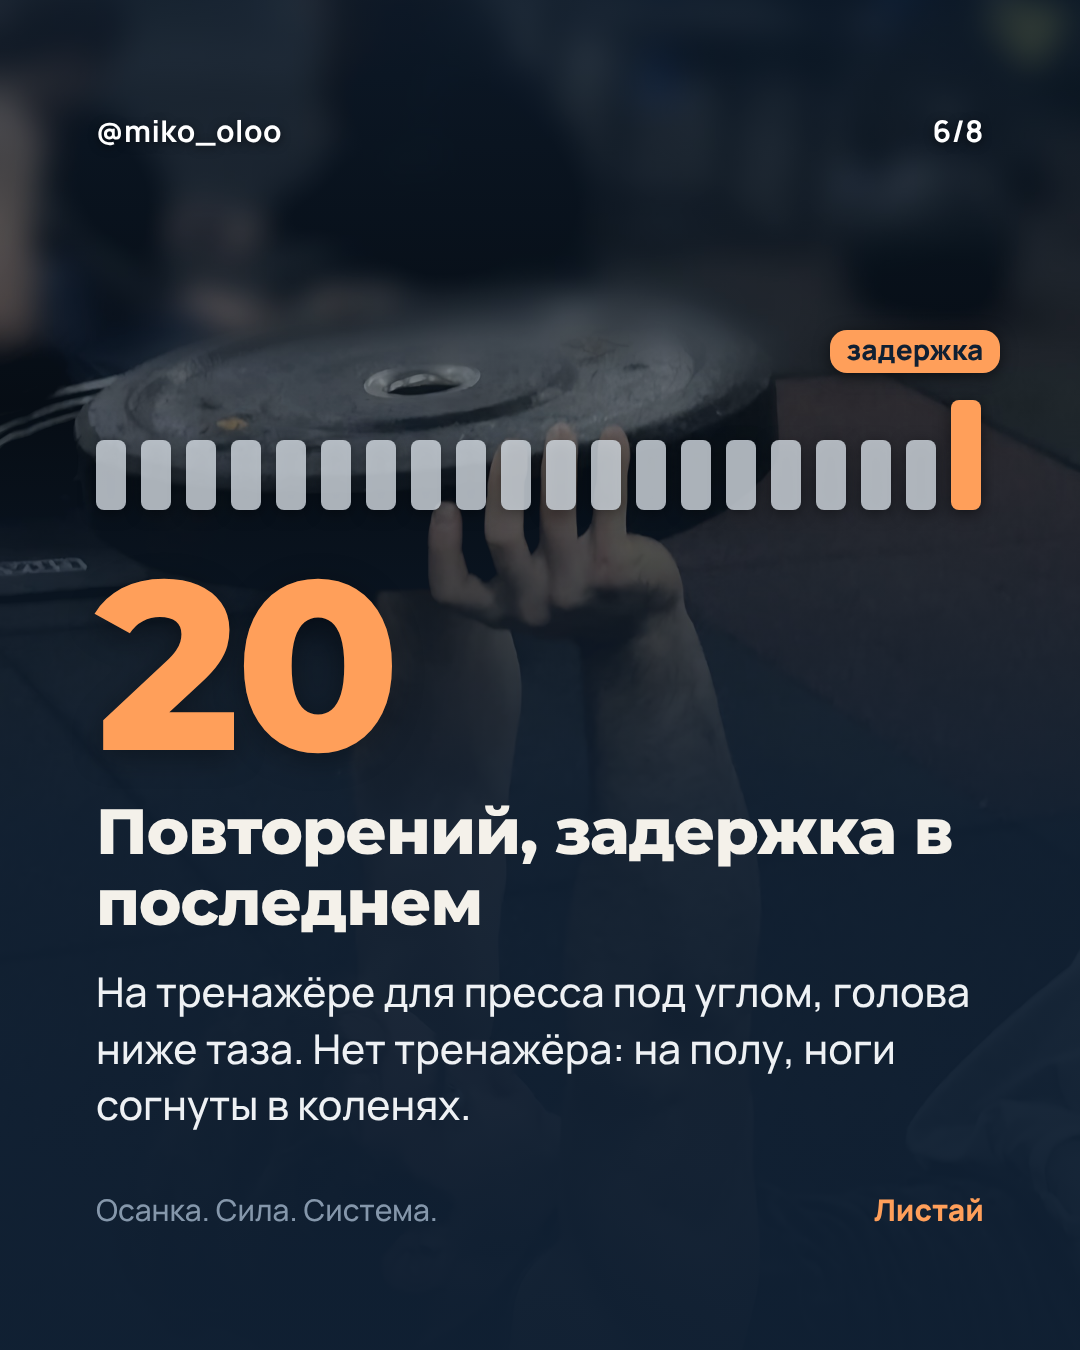 @miko_oloo
6/8
задержка
20
Повторений, задержка в
последнем
На тренажёре для пресса под углом, голова
ниже таза. Нет тренажёра: на полу, ноги
согнуты в коленях.
Осанка. Сила. Система.
Листай